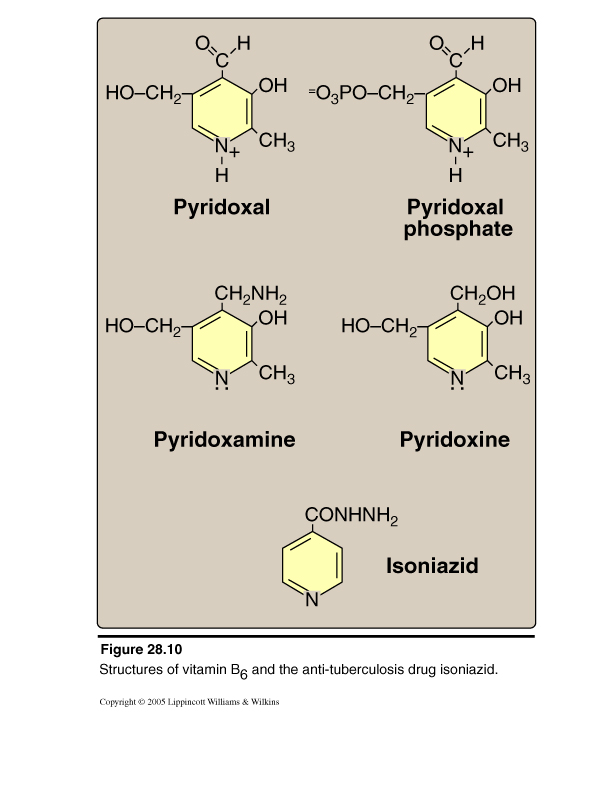 O H
C
HO–CH₂ OH
N+ CH₃
H
Pyridoxal
O H
C
⁼O₃PO–CH₂ OH
N+ CH₃
H
Pyridoxal
phosphate
CH₂NH₂
HO–CH₂ OH
N CH₃
Pyridoxamine
CH₂OH
HO–CH₂ OH
N CH₃
Pyridoxine
CONHNH₂
Isoniazid
N
Figure 28.10
Structures of vitamin B₆ and the anti-tuberculosis drug isoniazid.
Copyright © 2005 Lippincott Williams & Wilkins